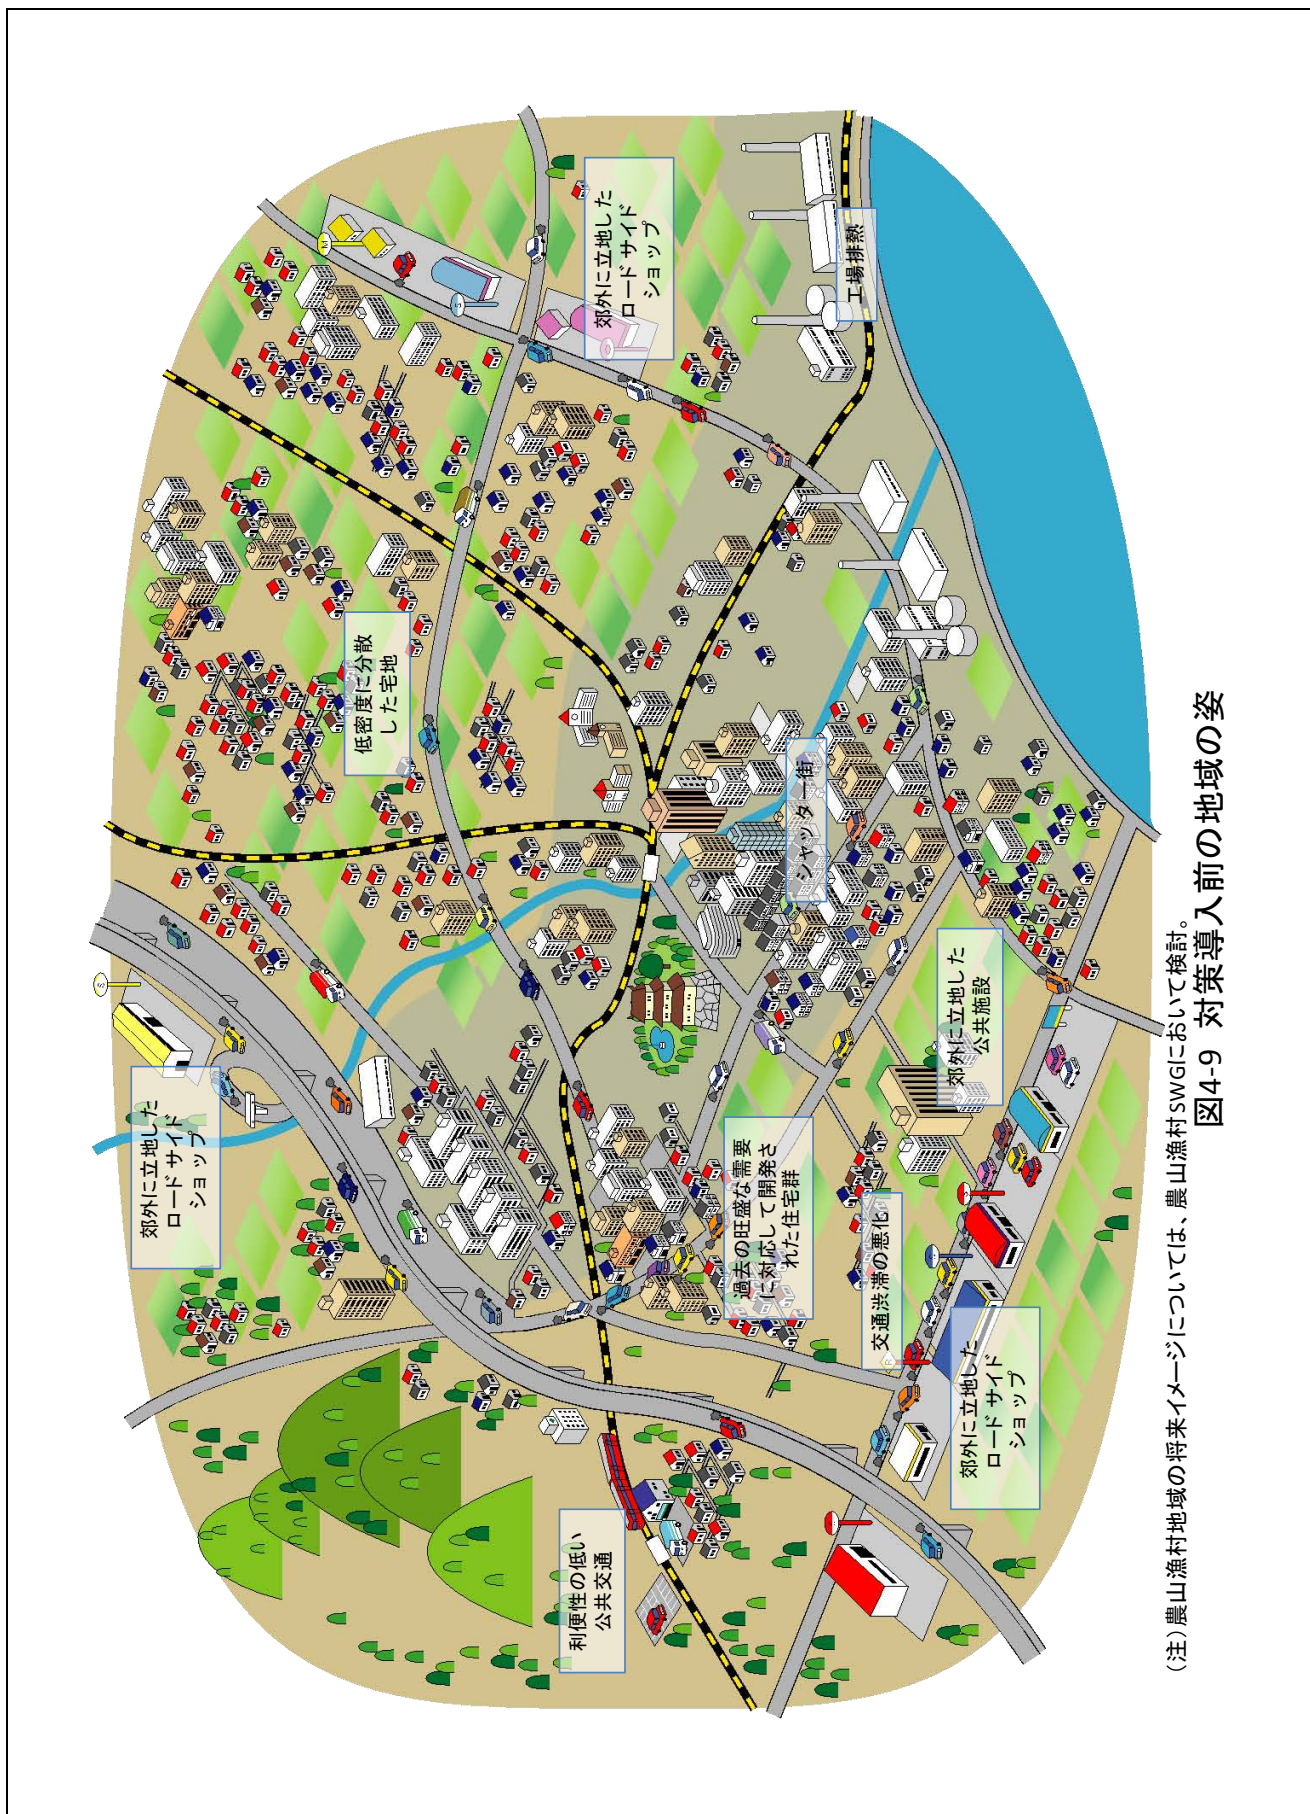 郊外に立地した
ロードサイド
ショップ
低密度に分散
した宅地
利便性の低い
公共交通
郊外に立地した
ロードサイド
ショップ
過去の旺盛な需要
に対応して開発さ
れた住宅群
シャッター街
工場排熱
交通渋滞の悪化
郊外に立地した
公共施設
郊外に立地した
ロードサイド
ショップ
(注)農山漁村地域の将来イメージについては、農山漁村SWGにおいて検討。
図4-9 対策導入前の地域の姿